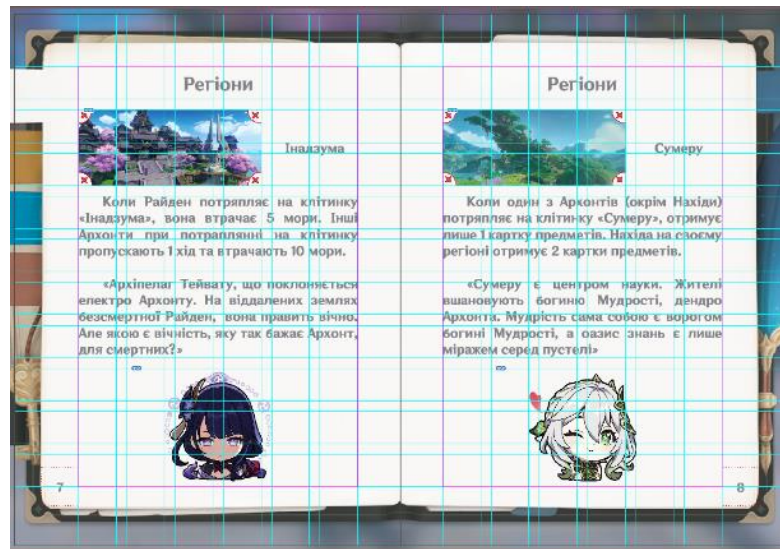 Регіони
Інадзума
Коли Райден потряпляє на клітинку
«Інадзума», вона втрачає 5 мори. Інші
Архонти при потраплянні на клітинку
пропускають 1 хід та втрачають 10 мори.
«Архіпелаг Тейвату, що поклоняється
електро Архонту. На віддалених землях
безсмертної Райден, вона править вічно.
Але якою є вічність, яку так бажає Архонт,
для смертних?»
7
Регіони
Сумеру
Коли один з Архонтів (окрім Нахіди)
потряпляє на клітинку «Сумеру», отримує
лише 1 картку предметів. Нахіда на своєму
регіоні отримує 2 картки предметів.
«Сумеру є центром науки. Жителі
вшановують богиню Мудрості, дендро
Архонта. Мудрість сама собою є ворогом
богині Мудрості, а оазис знань є лише
міражем серед пустелі»
8